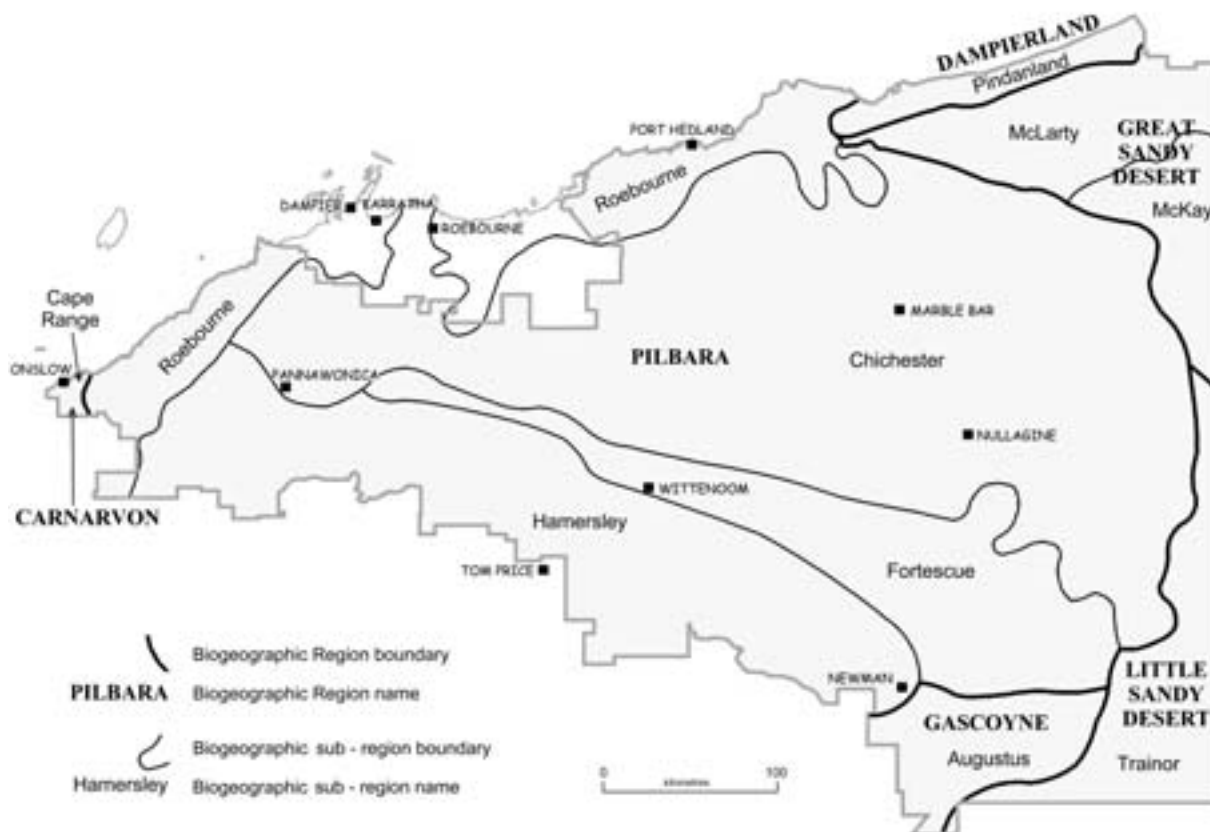 DAMPIERLAND
Pindanland
PORT HEDLAND
McLarty
GREAT
SANDY
DESERT
Roebourne
McKay
DAMPIER
KARRATHA
ROEBOURNE
Cape
Range
Roebourne
MARBLE BAR
PILBARA
Chichester
ONSLOW
PANNAWONICA
NULLAGINE
WITTENOOM
CARNARVON
Hamersley
TOM PRICE
Fortescue
Biogeographic Region boundary
PILBARA Biogeographic Region name
NEWMAN
LITTLE
SANDY
DESERT
GASCOYNE
Biogeographic sub - region boundary
Augustus
Trainor
Hamersley Biogeographic sub - region name
0 100
kilometres